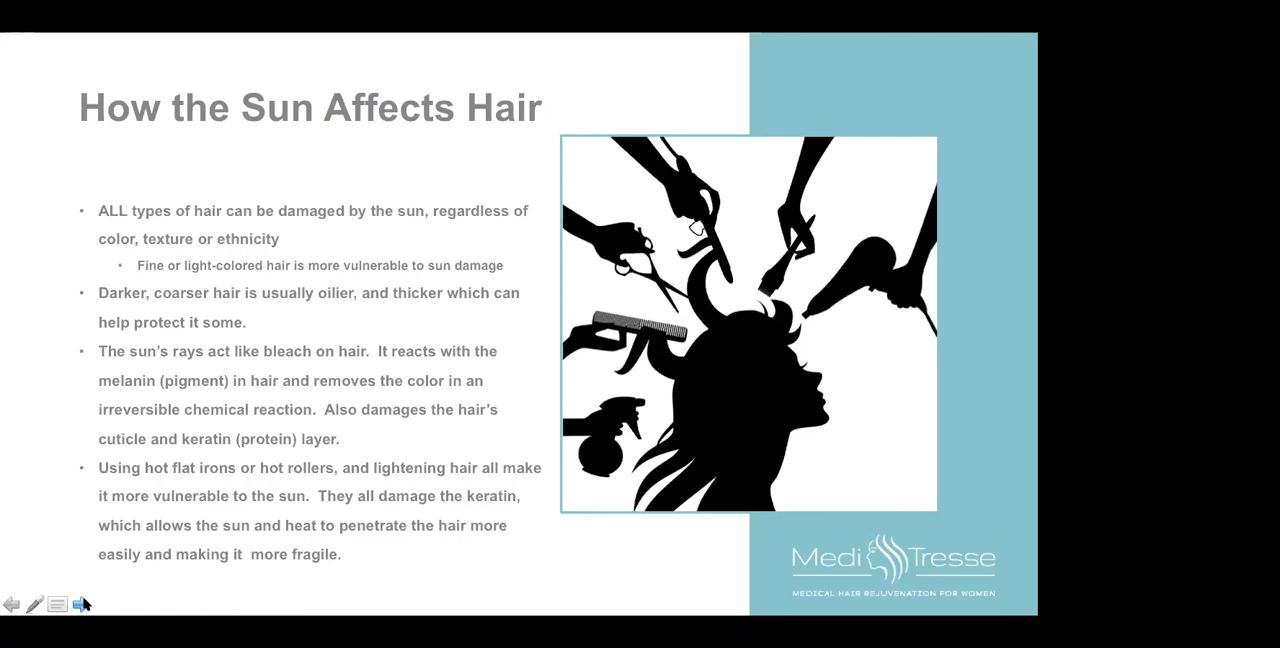 How the Sun Affects Hair
• ALL types of hair can be damaged by the sun, regardless of
color, texture or ethnicity
• Fine or light-colored hair is more vulnerable to sun damage
• Darker, coarser hair is usually oilier, and thicker which can
help protect it some.
• The sun's rays act like bleach on hair.  It reacts with the
melanin (pigment) in hair and removes the color in an
irreversible chemical reaction.  Also damages the hair's
cuticle and keratin (protein) layer.
• Using hot flat irons or hot rollers, and lightening hair all make
it more vulnerable to the sun.  They all damage the keratin,
which allows the sun and heat to penetrate the hair more
easily and making it  more fragile.
Medi Tresse
MEDICAL HAIR REJUVENATION FOR WOMEN